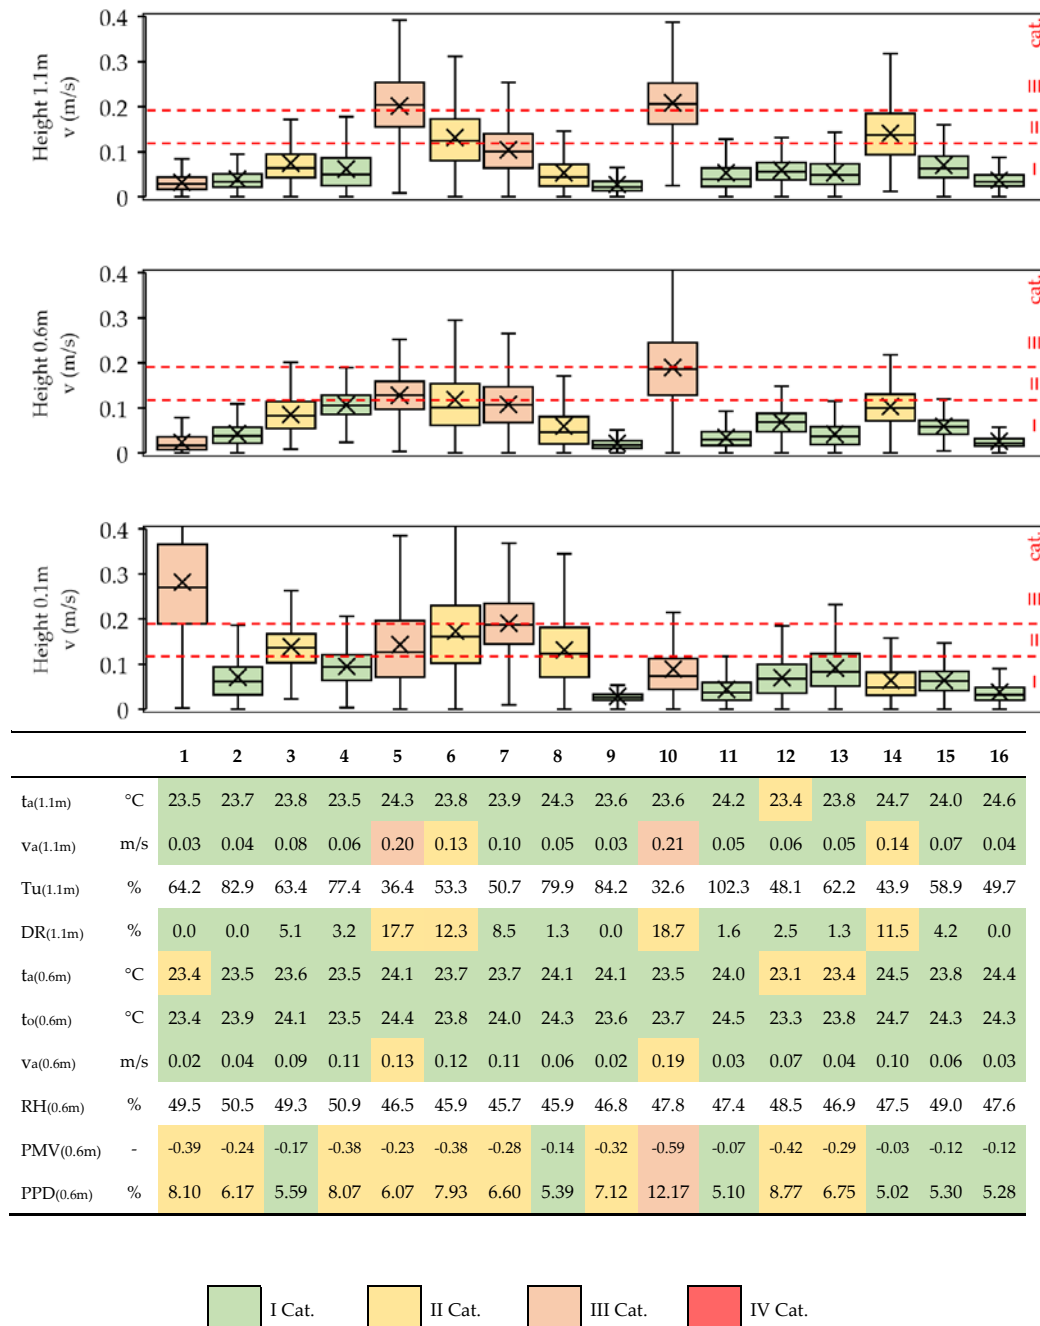 Height 1.1m
v (m/s)
0.4
0.3
0.2
0.1
0
cat.
III
II
I
Height 0.6m
v (m/s)
0.4
0.3
0.2
0.1
0
cat.
III
II
I
Height 0.1m
v (m/s)
0.4
0.3
0.2
0.1
0
cat.
III
II
I
1 2 3 4 5 6 7 8 9 10 11 12 13 14 15 16
ta(1.1m) °C 23.5 23.7 23.8 23.5 24.3 23.8 23.9 24.3 23.6 23.6 24.2 23.4 23.8 24.7 24.0 24.6
va(1.1m) m/s 0.03 0.04 0.08 0.06 0.20 0.13 0.10 0.05 0.03 0.21 0.05 0.06 0.05 0.14 0.07 0.04
Tu(1.1m) % 64.2 82.9 63.4 77.4 36.4 53.3 50.7 79.9 84.2 32.6 102.3 48.1 62.2 43.9 58.9 49.7
DR(1.1m) % 0.0 0.0 5.1 3.2 17.7 12.3 8.5 1.3 0.0 18.7 1.6 2.5 1.3 11.5 4.2 0.0
ta(0.6m) °C 23.4 23.5 23.6 23.5 24.1 23.7 23.7 24.1 24.1 23.5 24.0 23.1 23.4 24.5 23.8 24.4
to(0.6m) °C 23.4 23.9 24.1 23.5 24.4 23.8 24.0 24.3 23.6 23.7 24.5 23.3 23.8 24.7 24.3 24.3
va(0.6m) m/s 0.02 0.04 0.09 0.11 0.13 0.12 0.11 0.06 0.02 0.19 0.03 0.07 0.04 0.10 0.06 0.03
RH(0.6m) % 49.5 50.5 49.3 50.9 46.5 45.9 45.7 45.9 46.8 47.8 47.4 48.5 46.9 47.5 49.0 47.6
PMV(0.6m) - -0.39 -0.24 -0.17 -0.38 -0.23 -0.38 -0.28 -0.14 -0.32 -0.59 -0.07 -0.42 -0.29 -0.03 -0.12 -0.12
PPD(0.6m) % 8.10 6.17 5.59 8.07 6.07 7.93 6.60 5.39 7.12 12.17 5.10 8.77 6.75 5.02 5.30 5.28
I Cat. II Cat. III Cat. IV Cat.